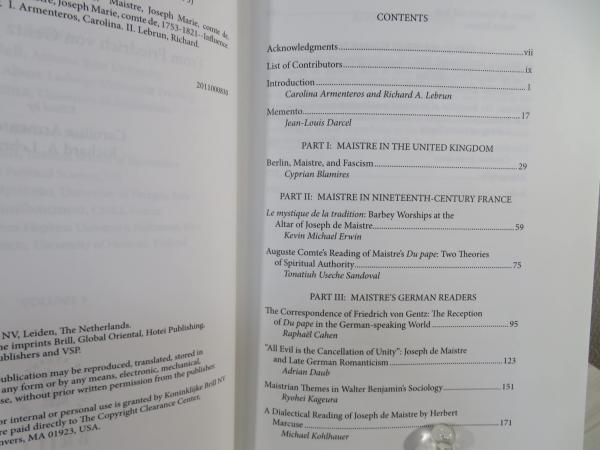 Maistre, Joseph Marie, comte de,
Maistre, Joseph Marie, comte de, 1753-1821--Influence.
I. Armenteros, Carolina. II. Lebrun, Richard.
2011000810
NV, Leiden, The Netherlands.
imprints Brill, Global Oriental, Hotei Publishing,
Publishers and VSP.
publication may be reproduced, translated, stored in
any form or by any means, electronic, mechanical,
without prior written permission from the publisher.
or internal or personal use is granted by Koninklijke Brill NV
are paid directly to The Copyright Clearance Center,
Danvers, MA 01923, USA.
CONTENTS
Acknowledgments vii
List of Contributors ix
Introduction 1
Carolina Armenteros and Richard A. Lebrun
Memento 17
Jean-Louis Darcel
PART I: MAISTRE IN THE UNITED KINGDOM
Berlin, Maistre, and Fascism 29
Cyprian Blamires
PART II: MAISTRE IN NINETEENTH-CENTURY FRANCE
Le mystique de la tradition: Barbey Worships at the
Altar of Joseph de Maistre 59
Kevin Michael Erwin
Auguste Comte's Reading of Maistre's Du pape: Two Theories
of Spiritual Authority 75
Tonatiuh Useche Sandoval
PART III: MAISTRE'S GERMAN READERS
The Correspondence of Friedrich von Gentz: The Reception
of Du pape in the German-speaking World 95
Raphaël Cahen
"All Evil is the Cancellation of Unity": Joseph de Maistre
and Late German Romanticism 123
Adrian Daub
Maistrian Themes in Walter Benjamin's Sociology 151
Ryohei Kageura
A Dialectical Reading of Joseph de Maistre by Herbert
Marcuse 171
Michael Kohlhauer